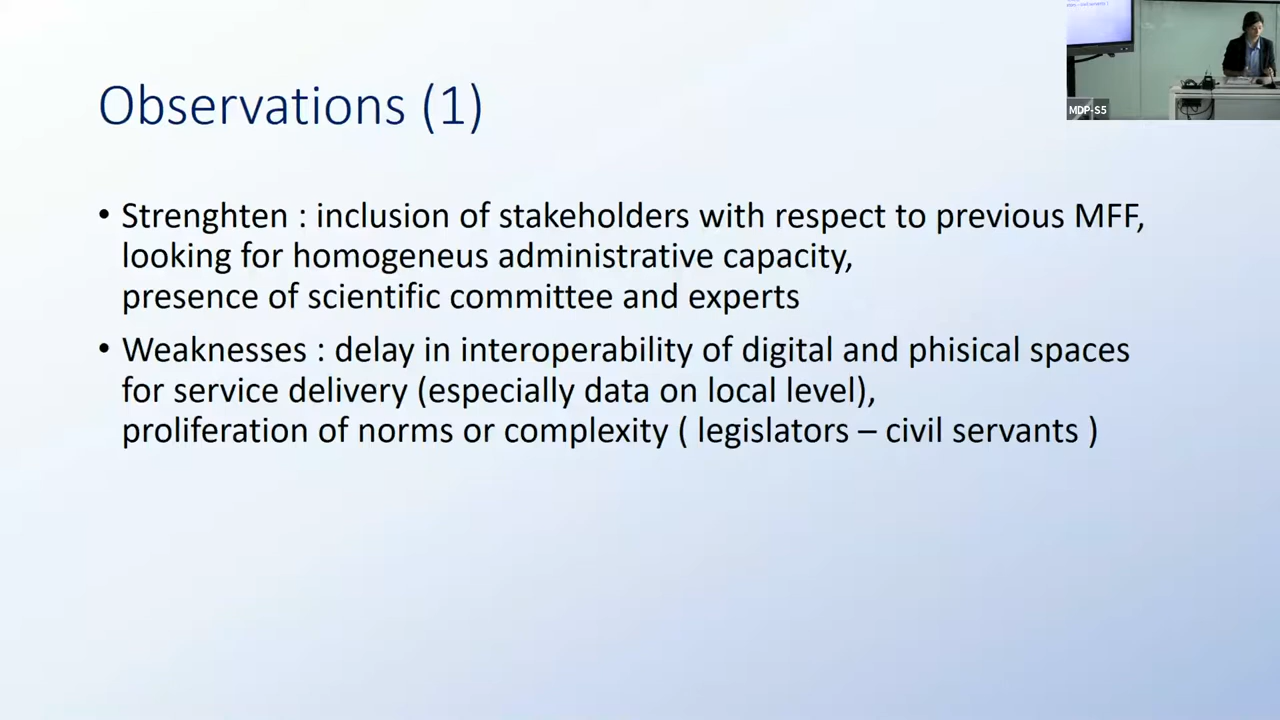 Observations (1)
• Strenghten : inclusion of stakeholders with respect to previous MFF,
looking for homogeneus administrative capacity,
presence of scientific committee and experts
• Weaknesses : delay in interoperability of digital and phisical spaces
for service delivery (especially data on local level),
proliferation of norms or complexity ( legislators – civil servants )
MDP-S5